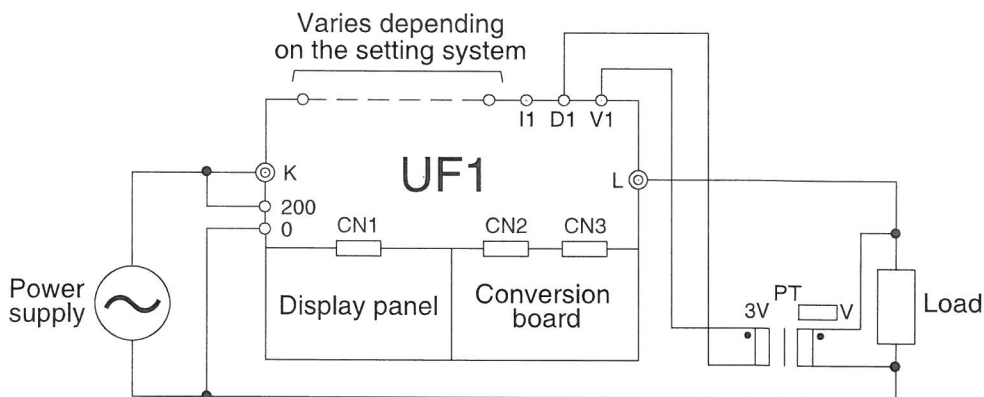 Varies depending
on the setting system
I1 D1 V1
K
UF1
L
200
0
CN1
CN2
CN3
Power
supply
Display panel
Conversion
board
PT
3V
V
Load